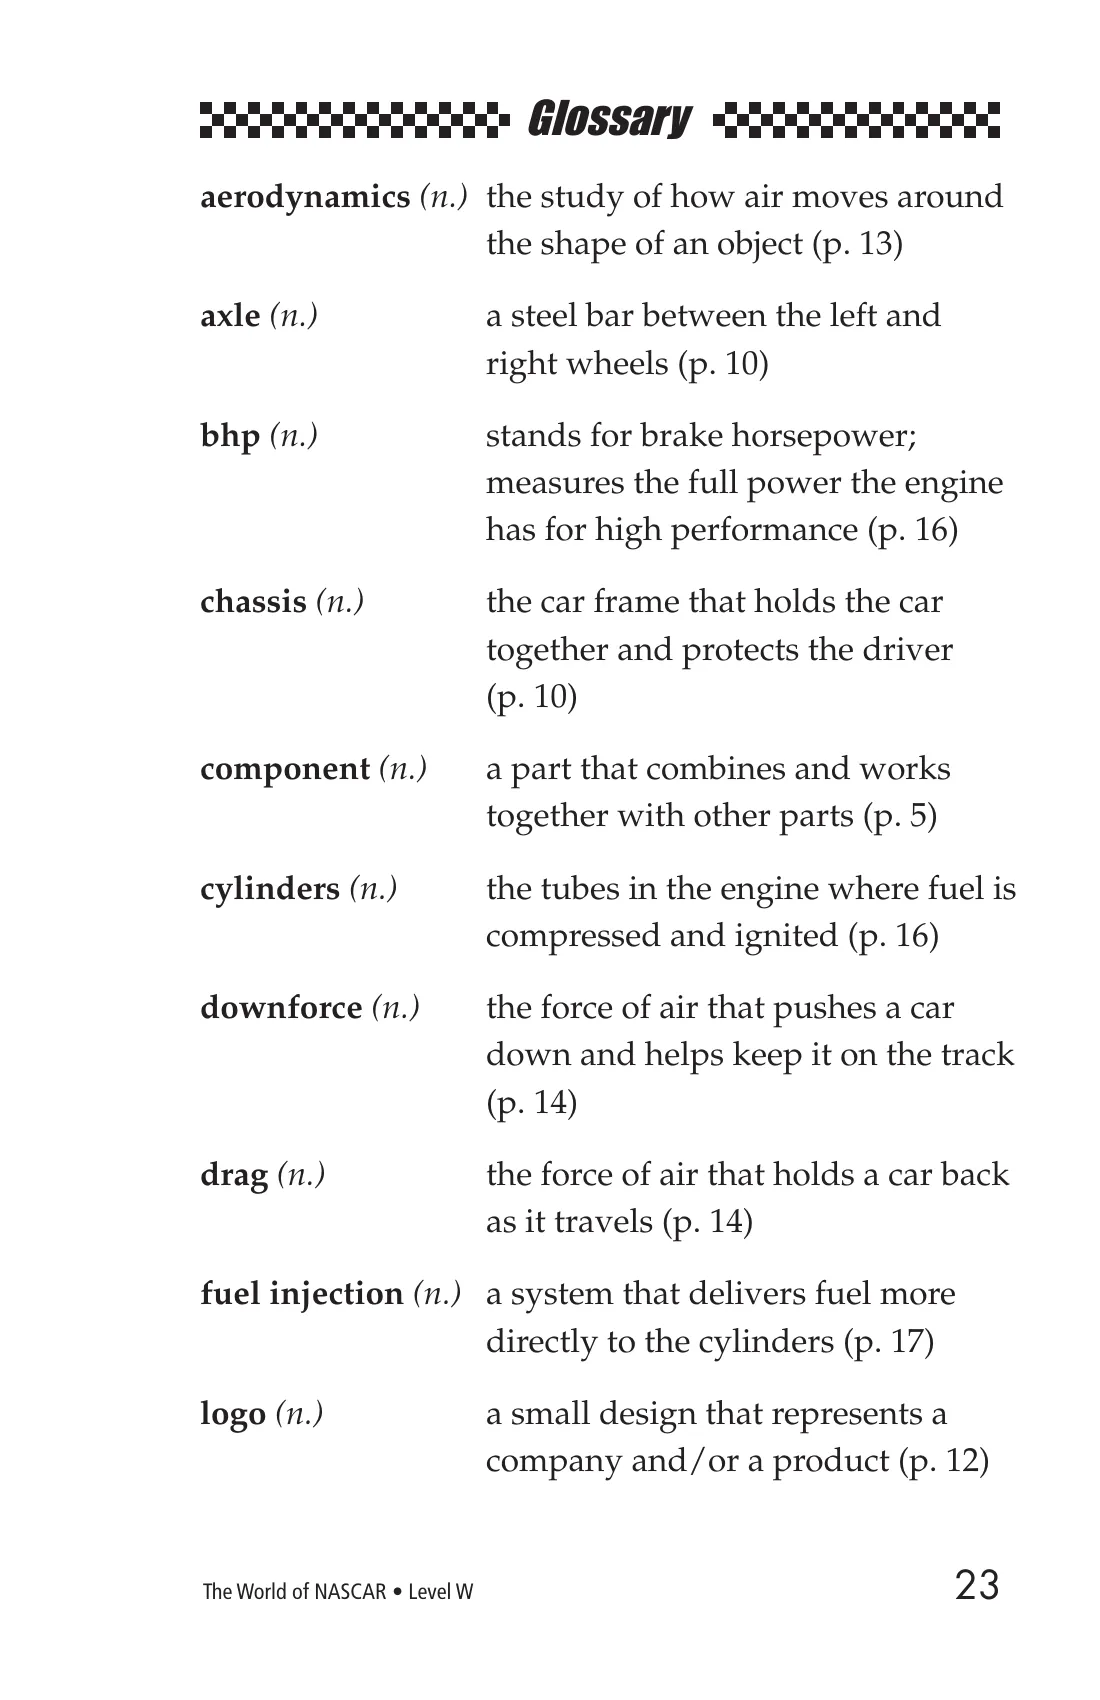 Glossary
aerodynamics (n.) the study of how air moves around
the shape of an object (p. 13)
axle (n.) a steel bar between the left and
right wheels (p. 10)
bhp (n.) stands for brake horsepower;
measures the full power the engine
has for high performance (p. 16)
chassis (n.) the car frame that holds the car
together and protects the driver
(p. 10)
component (n.) a part that combines and works
together with other parts (p. 5)
cylinders (n.) the tubes in the engine where fuel is
compressed and ignited (p. 16)
downforce (n.) the force of air that pushes a car
down and helps keep it on the track
(p. 14)
drag (n.) the force of air that holds a car back
as it travels (p. 14)
fuel injection (n.) a system that delivers fuel more
directly to the cylinders (p. 17)
logo (n.) a small design that represents a
company and/or a product (p. 12)
The World of NASCAR • Level W 23